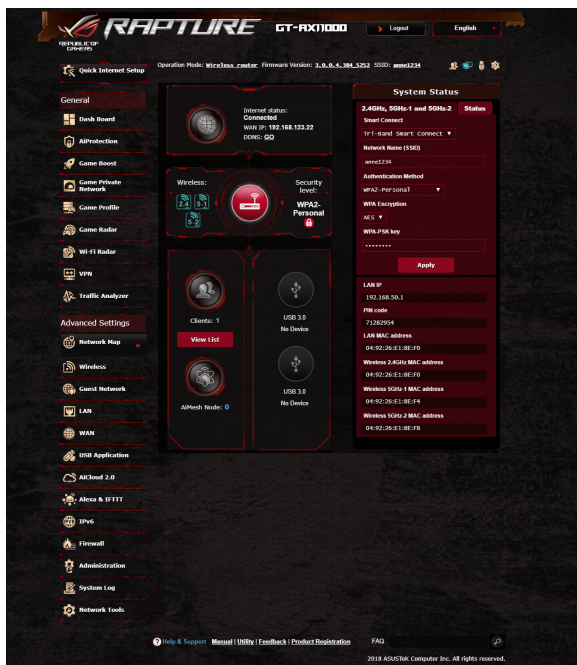 REPUBLIC OF
GAMERS
RAPTURE GT-AX11000 Logout English
Quick Internet Setup
Operation Mode: Wireless router Firmware Version: 3.0.0.4.384_5252 SSID: anne1234
General
Dash Board
AiProtection
Game Boost
Game Private
Network
Game Profile
Game Radar
Wi-Fi Radar
VPN
Traffic Analyzer
Advanced Settings
Network Map
Wireless
Guest Network
LAN
WAN
USB Application
AiCloud 2.0
Alexa & IFTTT
IPv6
Firewall
Administration
System Log
Network Tools
Internet status:
Connected
WAN IP: 192.168.123.22
DDNS: GO
Wireless:
2.4 5-1
5-2
Security
level:
WPA2-
Personal
Clients: 1
View List
AiMesh Node: 0
USB 3.0
No Device
USB 3.0
No Device
System Status
2.4GHz, 5GHz-1 and 5GHz-2 Status
Smart Connect
Tri-Band Smart Connect
Network Name (SSID)
anne1234
Authentication Method
WPA2-Personal
WPA Encryption
AES
WPA-PSK key
••••••••
Apply
LAN IP
192.168.50.1
PIN code
71282954
LAN MAC address
04:92:26:E1:8E:F0
Wireless 2.4GHz MAC address
04:92:26:E1:8E:F0
Wireless 5GHz-1 MAC address
04:92:26:E1:8E:F4
Wireless 5GHz-2 MAC address
04:92:26:E1:8E:F8
Help & Support Manual | Utility | Feedback | Product Registration FAQ
2018 ASUSTeK Computer Inc. All rights reserved.